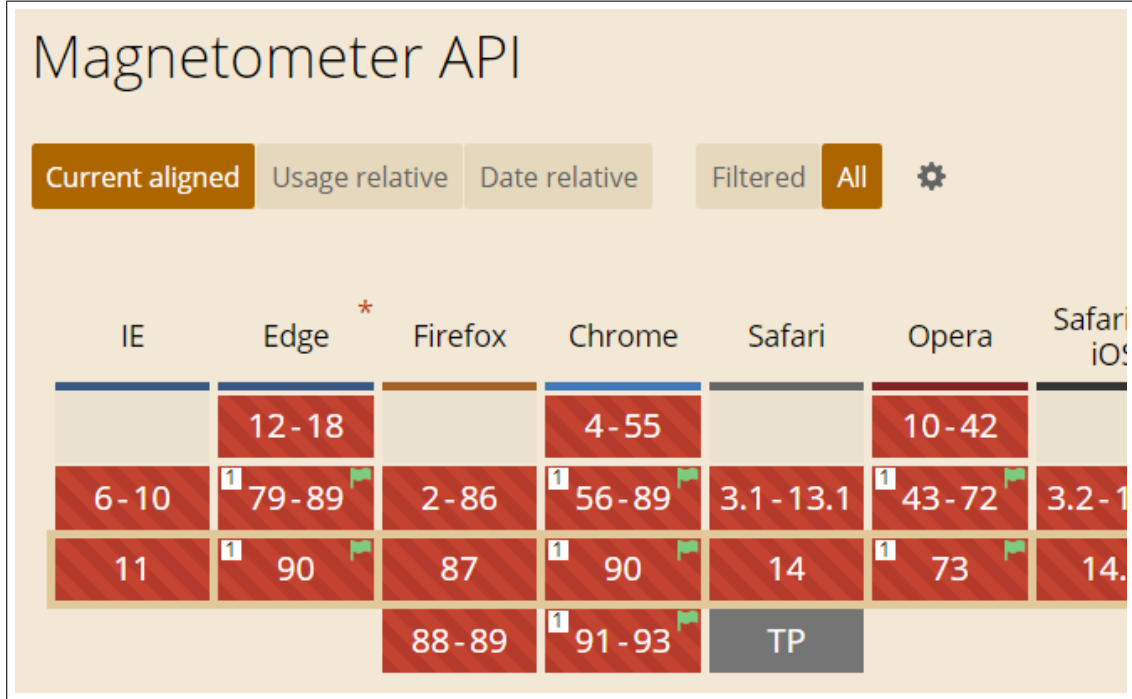 Magnetometer API
Current aligned Usage relative Date relative Filtered All
IE Edge * Firefox Chrome Safari Opera Safari
iOS
12-18 4-55 10-42
6-10 1 79-89 2-86 1 56-89 3.1-13.1 1 43-72 3.2-1
11 1 90 87 1 90 14 1 73 14.
88-89 1 91-93 TP